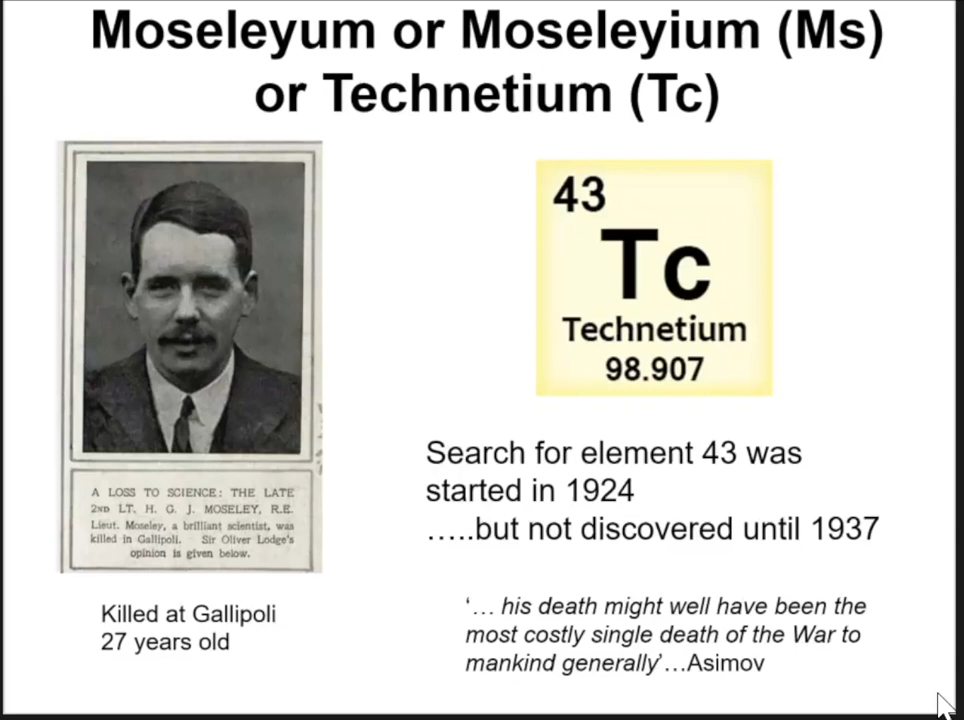 Moseleyum or Moseleyium (Ms)
or Technetium (Tc)
A LOSS TO SCIENCE: THE LATE
2ND LT. H. G. J. MOSELEY, R.E.
Lieut. Moseley, a brilliant scientist, was
killed in Gallipoli. Sir Oliver Lodge's
opinion is given below.
Killed at Gallipoli
27 years old
43
Tc
Technetium
98.907
Search for element 43 was
started in 1924
…..but not discovered until 1937
‘… his death might well have been the
most costly single death of the War to
mankind generally’…Asimov